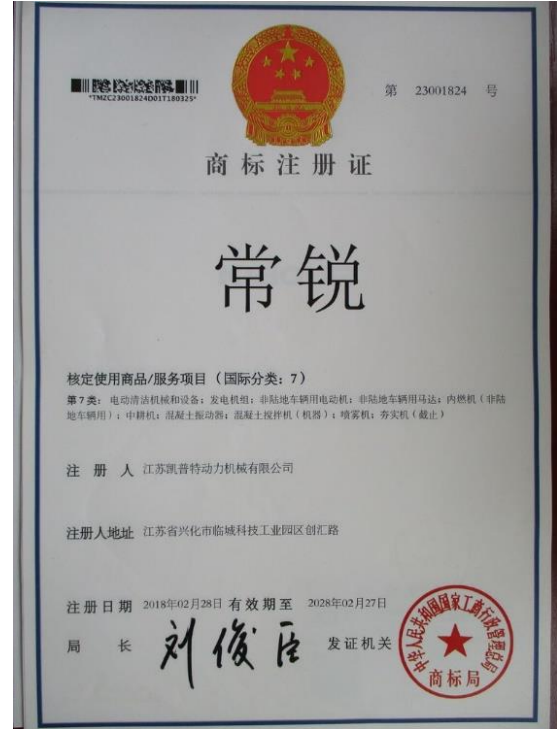 *TMZC23001824D01T180325*
第 23001824 号
商标注册证
常锐
核定使用商品/服务项目（国际分类：7）
第7类：电动清洁机械和设备；发电机组；非陆地车辆用电动机；非陆地车辆用马达；内燃机（非陆
地车辆用）；中耕机；混凝土振动器；混凝土搅拌机（机器）；喷雾机；夯实机（截止）
注册人 江苏凯普特动力机械有限公司
注册人地址 江苏省兴化市临城科技工业园区创汇路
注册日期 2018年02月28日 有效期至 2028年02月27日
局长 刘俊臣 发证机关
中华人民共和国国家工商行政管理总局
商标局